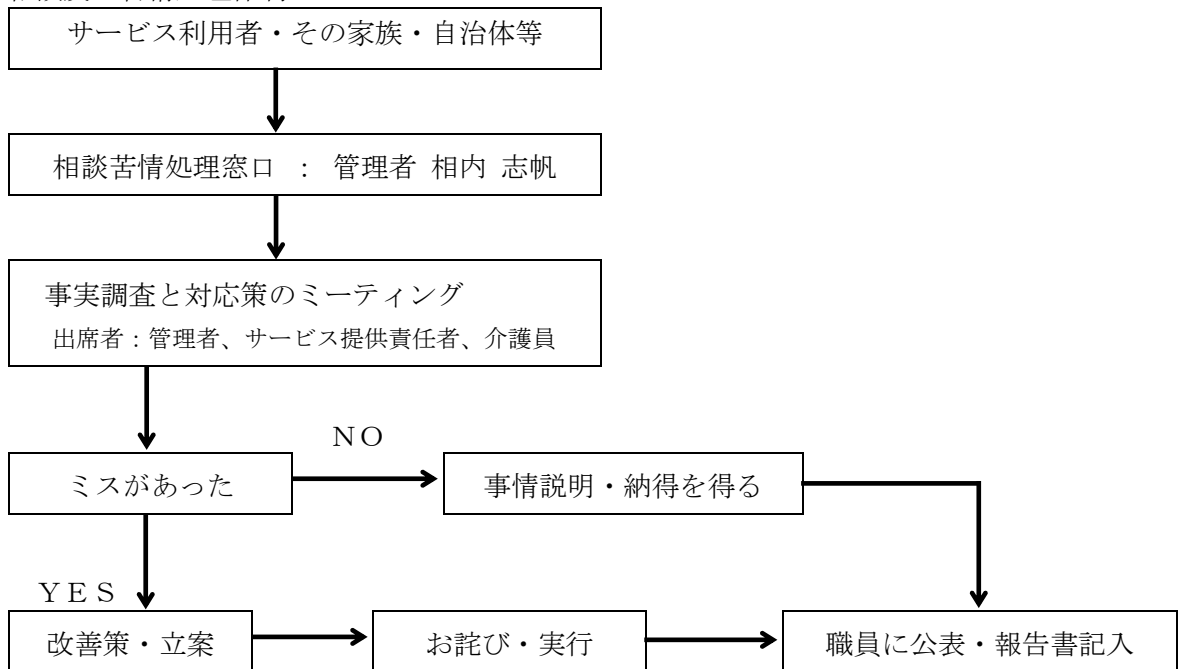 サービス利用者・その家族・自治体等
相談苦情処理窓口 : 管理者 相内 志帆
事実調査と対応策のミーティング
出席者：管理者、サービス提供責任者、介護員
NO
ミスがあった
事情説明・納得を得る
YES
改善策・立案
お詫び・実行
職員に公表・報告書記入